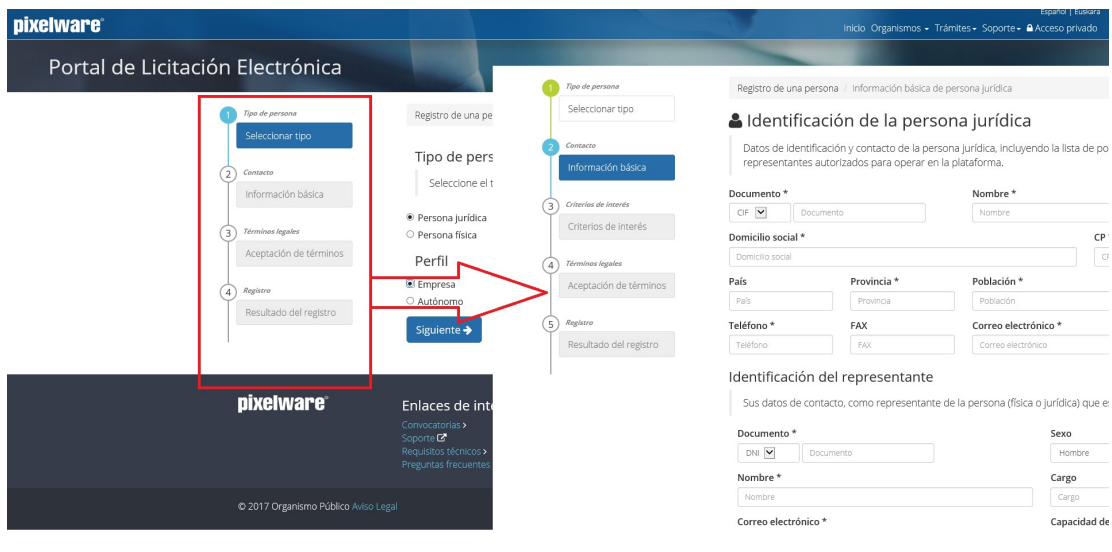 Español | Euskara
pixelware
Inicio Organismos Trámites Soporte Acceso privado
Portal de Licitación Electrónica
1 Tipo de persona
Seleccionar tipo
2 Contacto
Información básica
3 Términos legales
Aceptación de términos
4 Registro
Resultado del registro
Registro de una pe
Tipo de pers
Seleccione el t
Persona jurídica
Persona física
Perfil
Empresa
Autónomo
Siguiente
1 Tipo de persona
Seleccionar tipo
2 Contacto
Información básica
3 Criterios de interés
Criterios de interés
4 Términos legales
Aceptación de términos
5 Registro
Resultado del registro
Registro de una persona / Información básica de persona jurídica
Identificación de la persona jurídica
Datos de identificación y contacto de la persona jurídica, incluyendo la lista de po
representantes autorizados para operar en la plataforma.
Documento * Nombre *
CIF Documento Nombre
Domicilio social * CP
Domicilio social
País Provincia * Población *
País Provincia Población
Teléfono * FAX Correo electrónico *
Teléfono FAX Correo electrónico
Identificación del representante
Sus datos de contacto, como representante de la persona (física o jurídica) que es
Documento * Sexo
DNI Documento Hombre
Nombre * Cargo
Nombre Cargo
Correo electrónico * Capacidad de
pixelware
Enlaces de inte
Convocatorias
Soporte
Requisitos técnicos
Preguntas frecuentes
© 2017 Organismo Público Aviso Legal